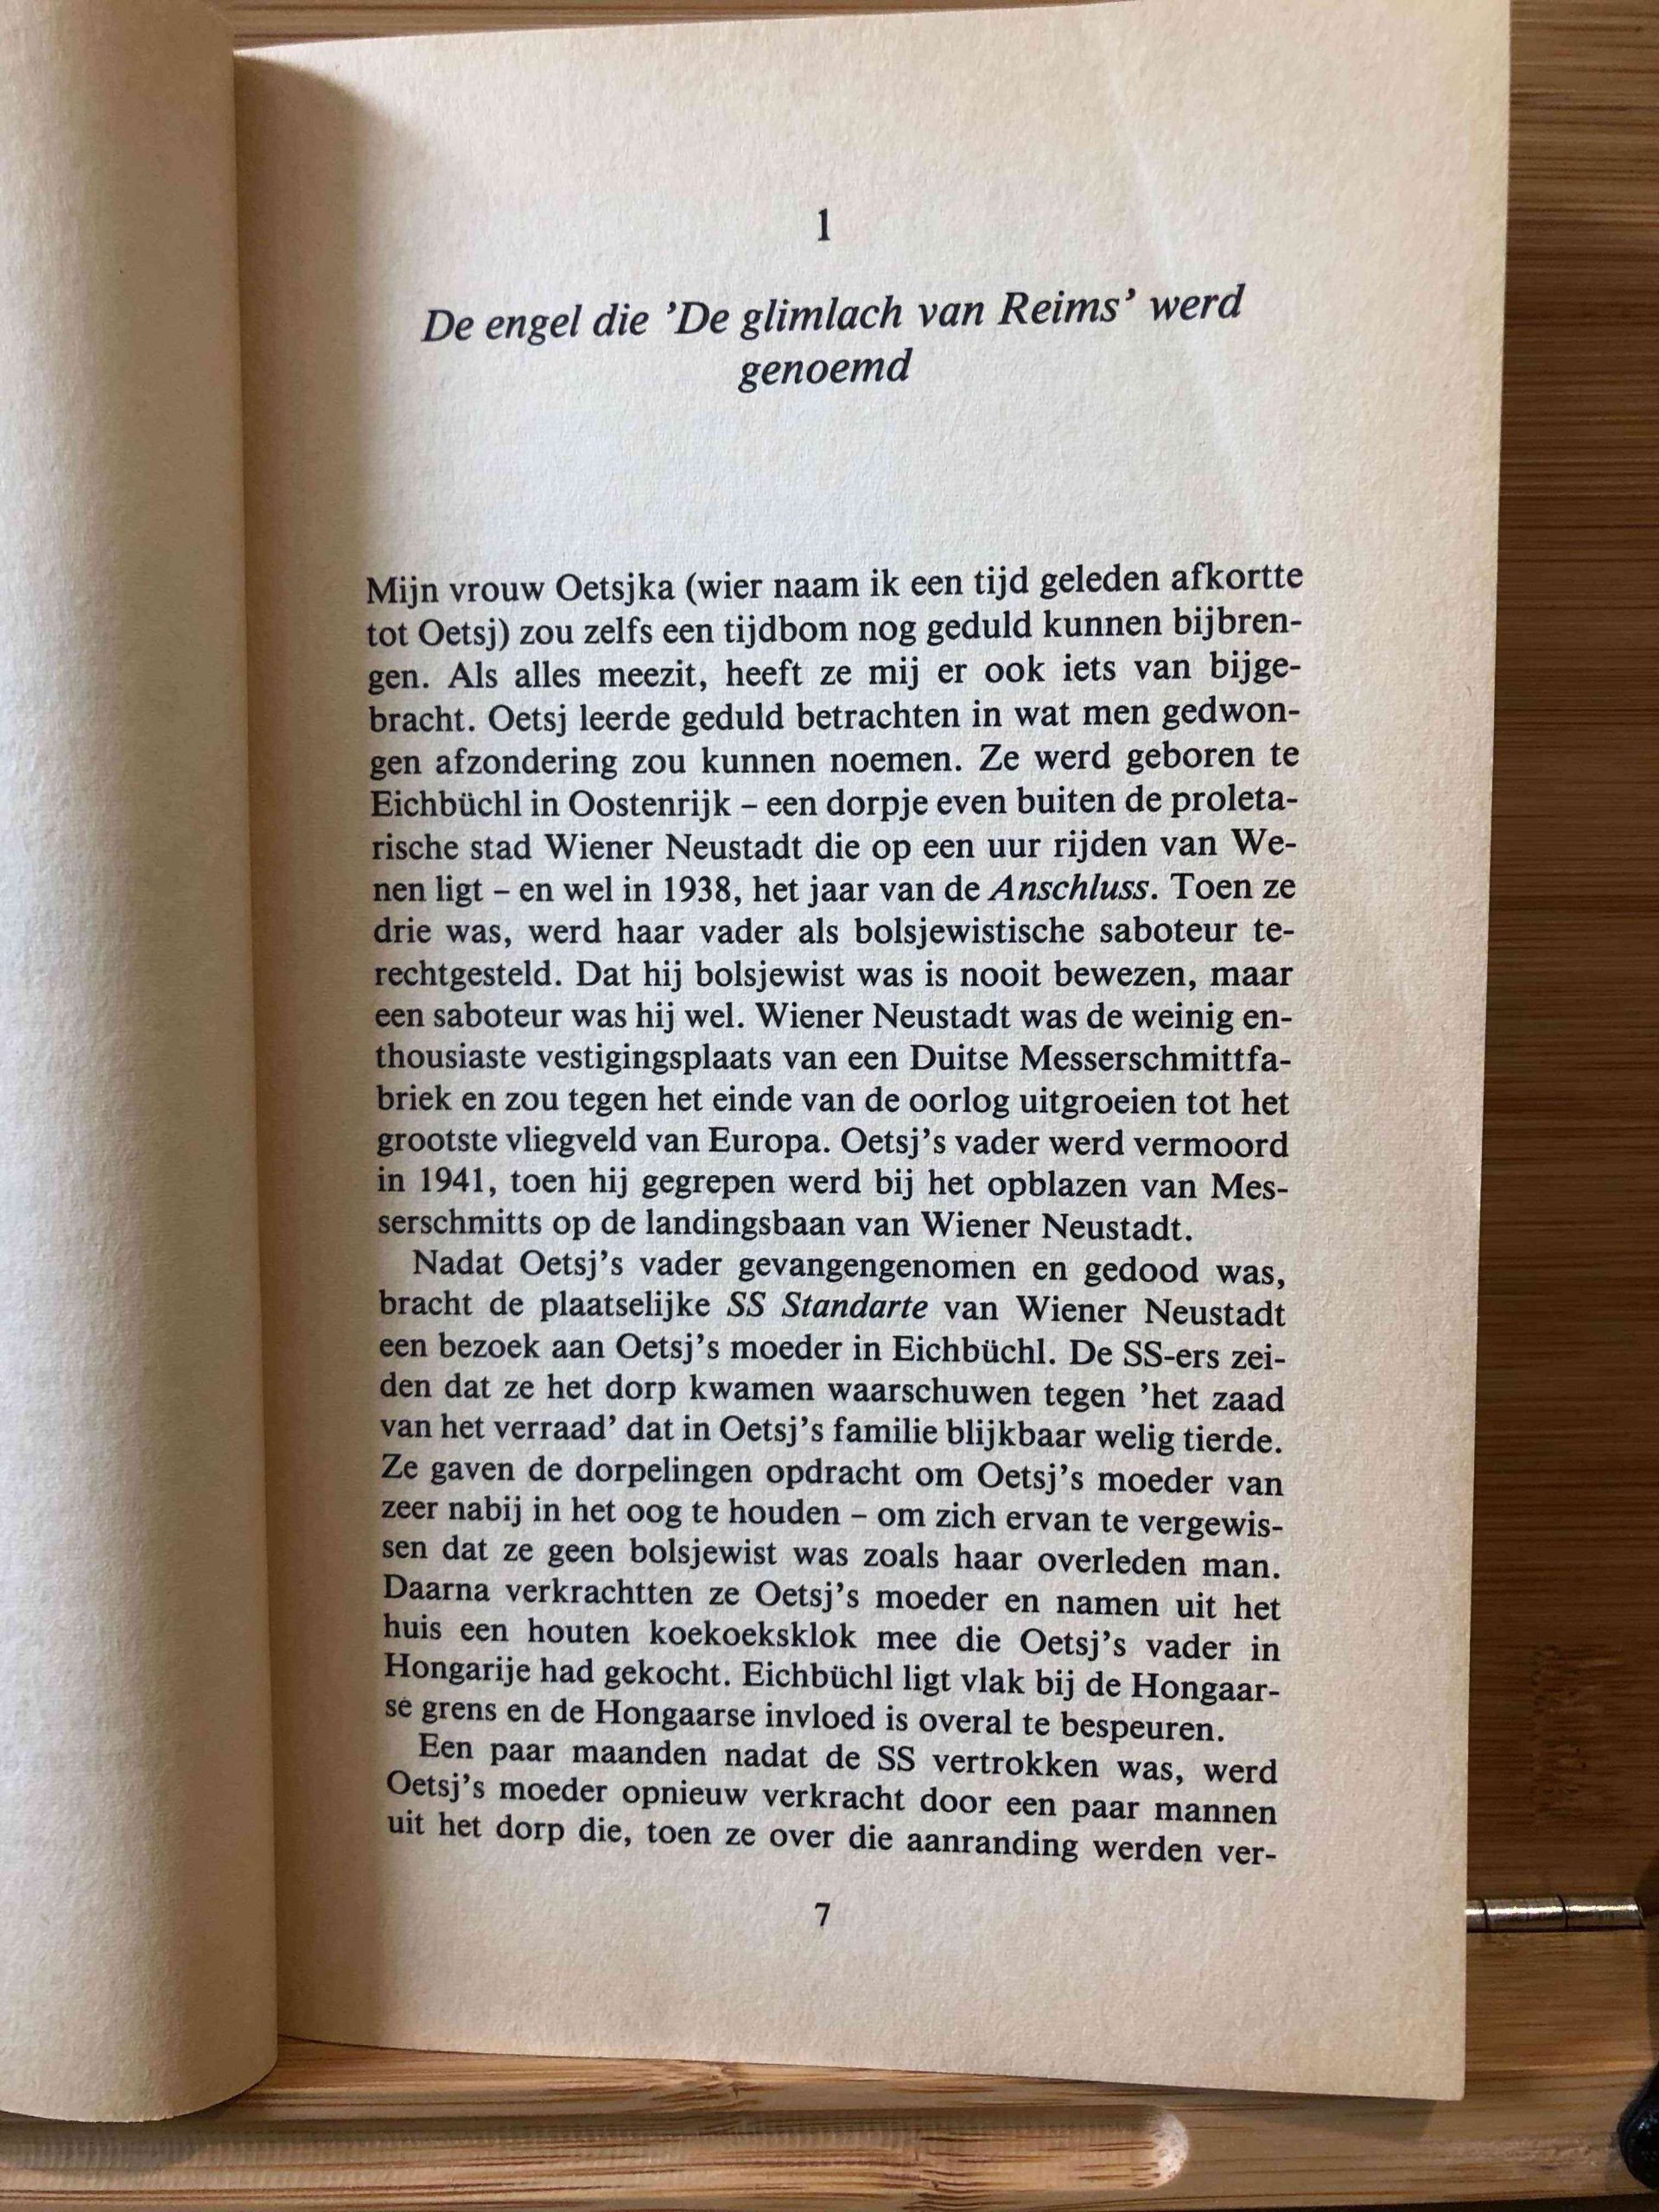 1
De engel die ’De glimlach van Reims’ werd
genoemd
Mijn vrouw Oetsjka (wier naam ik een tijd geleden afkortte
tot Oetsj) zou zelfs een tijdbom nog geduld kunnen bijbren-
gen. Als alles meezit, heeft ze mij er ook iets van bijge-
bracht. Oetsj leerde geduld betrachten in wat men gedwon-
gen afzondering zou kunnen noemen. Ze werd geboren te
Eichbüchl in Oostenrijk – een dorpje even buiten de proleta-
rische stad Wiener Neustadt die op een uur rijden van We-
nen ligt – en wel in 1938, het jaar van de Anschluss. Toen ze
drie was, werd haar vader als bolsjewistische saboteur te-
rechtgesteld. Dat hij bolsjewist was is nooit bewezen, maar
een saboteur was hij wel. Wiener Neustadt was de weinig en-
thousiaste vestigingsplaats van een Duitse Messerschmittfa-
briek en zou tegen het einde van de oorlog uitgroeien tot het
grootste vliegveld van Europa. Oetsj’s vader werd vermoord
in 1941, toen hij gegrepen werd bij het opblazen van Mes-
serschmitts op de landingsbaan van Wiener Neustadt.
Nadat Oetsj’s vader gevangengenomen en gedood was,
bracht de plaatselijke SS Standarte van Wiener Neustadt
een bezoek aan Oetsj’s moeder in Eichbüchl. De SS-ers zei-
den dat ze het dorp kwamen waarschuwen tegen ’het zaad
van het verraad’ dat in Oetsj’s familie blijkbaar welig tierde.
Ze gaven de dorpelingen opdracht om Oetsj’s moeder van
zeer nabij in het oog te houden – om zich ervan te vergewis-
sen dat ze geen bolsjewist was zoals haar overleden man.
Daarna verkrachtten ze Oetsj’s moeder en namen uit het
huis een houten koekoeksklok mee die Oetsj’s vader in
Hongarije had gekocht. Eichbüchl ligt vlak bij de Hongaar-
se grens en de Hongaarse invloed is overal te bespeuren.
Een paar maanden nadat de SS vertrokken was, werd
Oetsj’s moeder opnieuw verkracht door een paar mannen
uit het dorp die, toen ze over die aanranding werden ver-
7